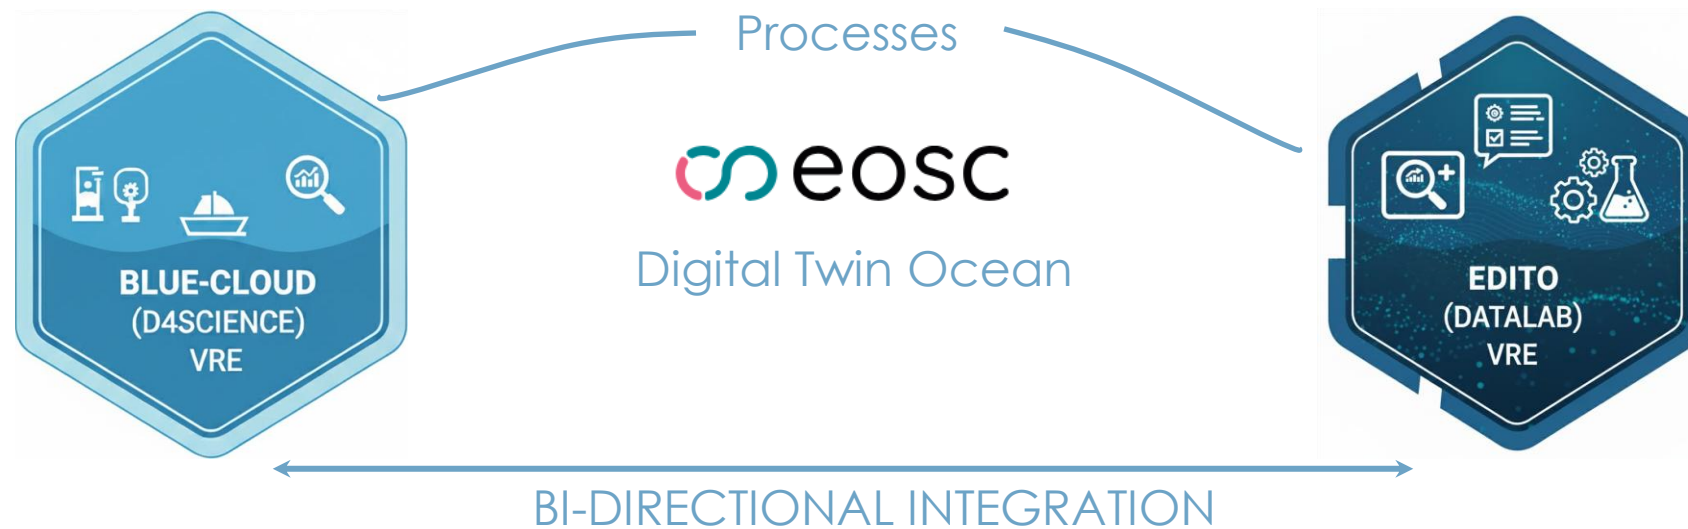 Processes
eosc
Digital Twin Ocean
BLUE-CLOUD
(D4SCIENCE)
VRE
EDITO
(DATALAB)
VRE
BI-DIRECTIONAL INTEGRATION